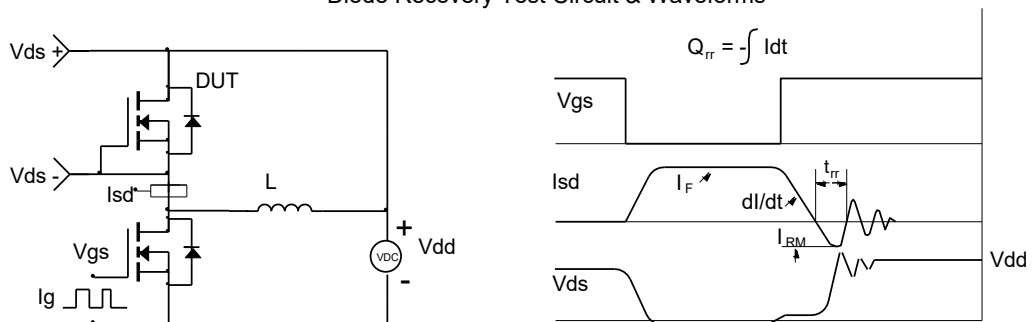 Diode Recovery Test Circuit & Waveforms
Vds +
DUT
Vds -
Isd
L
Vgs
Ig
VDC
+
-
Vdd
Qrr = -∫ Idt
Vgs
Isd
IF
dI/dt
trr
IRM
Vds
Vdd